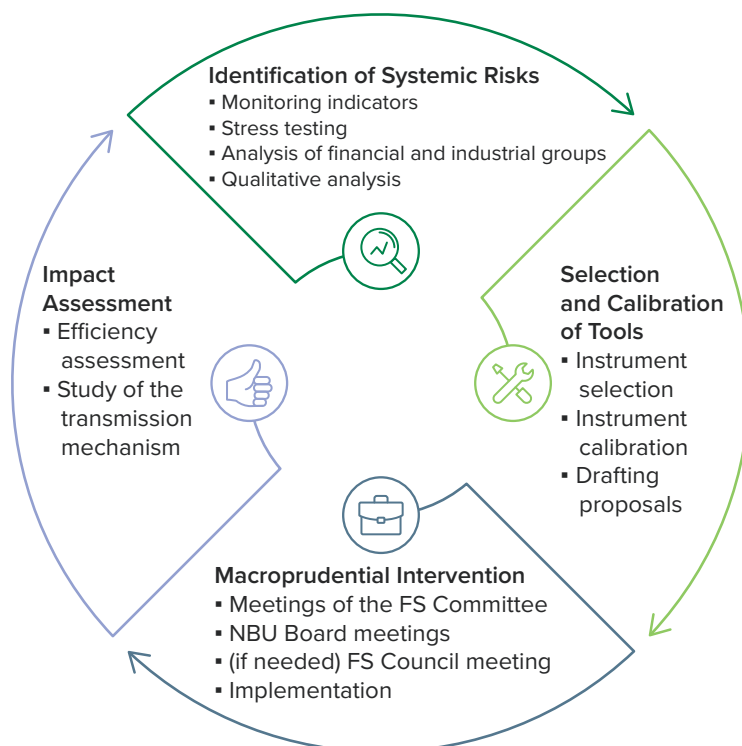 Identification of Systemic Risks
▪ Monitoring indicators
▪ Stress testing
▪ Analysis of financial and industrial groups
▪ Qualitative analysis
Selection
and Calibration
of Tools
▪ Instrument
selection
▪ Instrument
calibration
▪ Drafting
proposals
Macroprudential Intervention
▪ Meetings of the FS Committee
▪ NBU Board meetings
▪ (if needed) FS Council meeting
▪ Implementation
Impact
Assessment
▪ Efficiency
assessment
▪ Study of the
transmission
mechanism